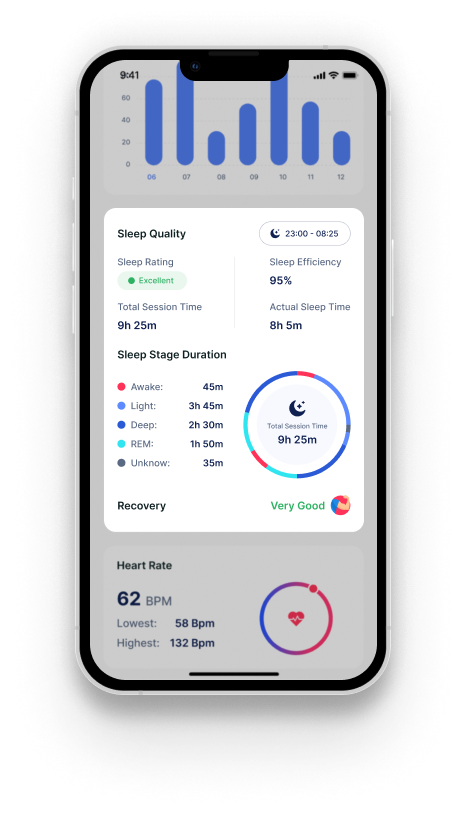 9:41
60
40
20
0
06 07 08 09 10 11 12
Sleep Quality
23:00 - 08:25
Sleep Rating
Excellent
Sleep Efficiency
95%
Total Session Time
9h 25m
Actual Sleep Time
8h 5m
Sleep Stage Duration
Awake: 45m
Light: 3h 45m
Deep: 2h 30m
REM: 1h 50m
Unknow: 35m
Total Session Time
9h 25m
Recovery
Very Good
Heart Rate
62 BPM
Lowest: 58 Bpm
Highest: 132 Bpm